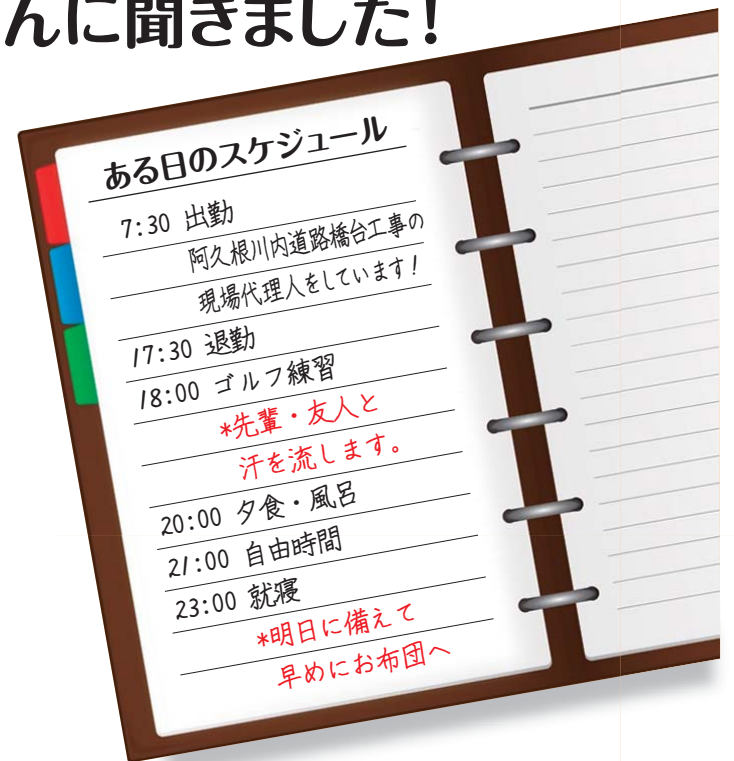 んに聞きました!
ある日のスケジュール
7:30 出勤
阿久根川内道路橋台工事の
現場代理人をしています!
17:30 退勤
18:00 ゴルフ練習
*先輩・友人と
汗を流します。
20:00 夕食・風呂
21:00 自由時間
23:00 就寝
*明日に備えて
早めにお布団へ